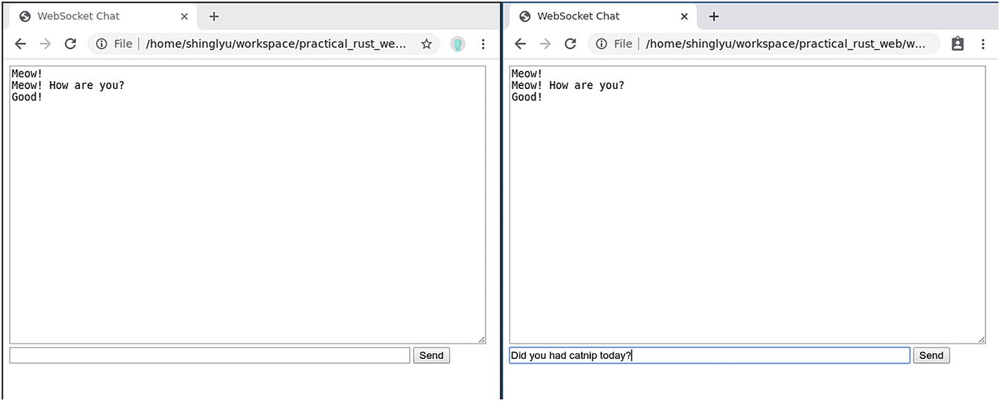 WebSocket Chat
File /home/shinglyu/workspace/practical_rust_we...
Meow!
Meow! How are you?
Good!
Send
WebSocket Chat
File /home/shinglyu/workspace/practical_rust_web/w...
Meow!
Meow! How are you?
Good!
Did you had catnip today? Send